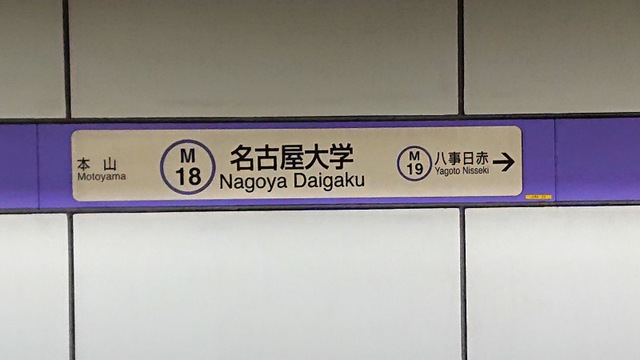 本山
Motoyama
M
18
名古屋大学
Nagoya Daigaku
M
19
八事日赤
Yagoto Nisseki
→